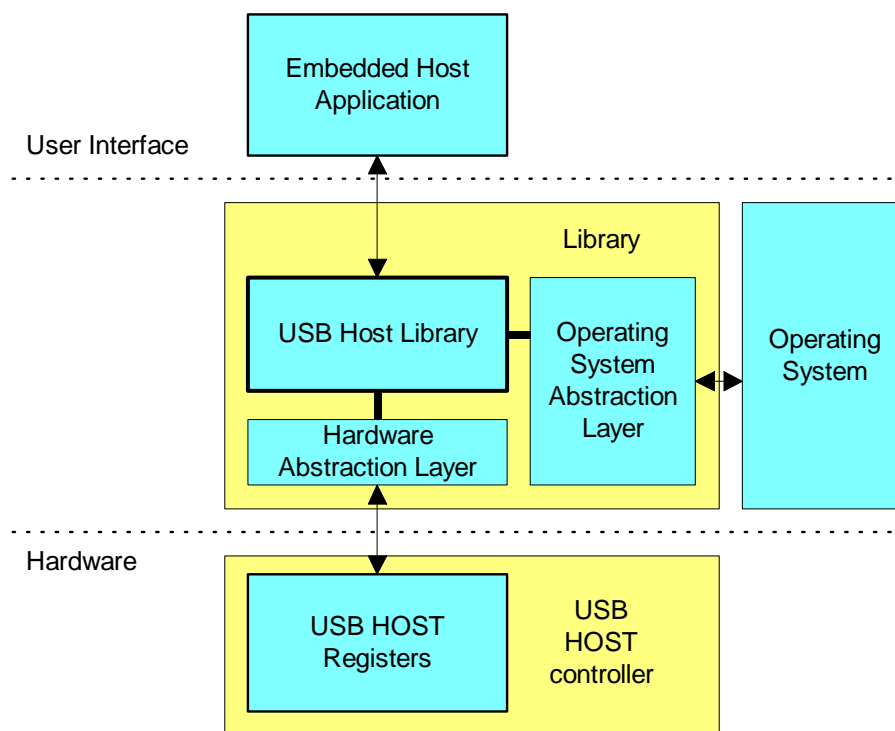 Embedded Host
Application
User Interface
Library
USB Host Library
Operating
System
Abstraction
Layer
Operating
System
Hardware
Abstraction Layer
Hardware
USB HOST
Registers
USB
HOST
controller